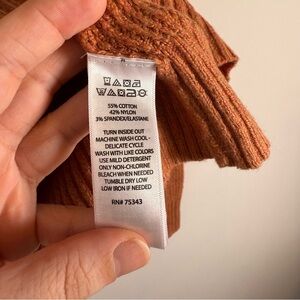 55% COTTON
42% NYLON
3% SPANDEX/ELASTANE
TURN INSIDE OUT
MACHINE WASH COOL -
DELICATE CYCLE
WASH WITH LIKE COLORS
USE MILD DETERGENT
ONLY NON-CHLORINE
BLEACH WHEN NEEDED
TUMBLE DRY LOW
LOW IRON IF NEEDED
RN# 75343